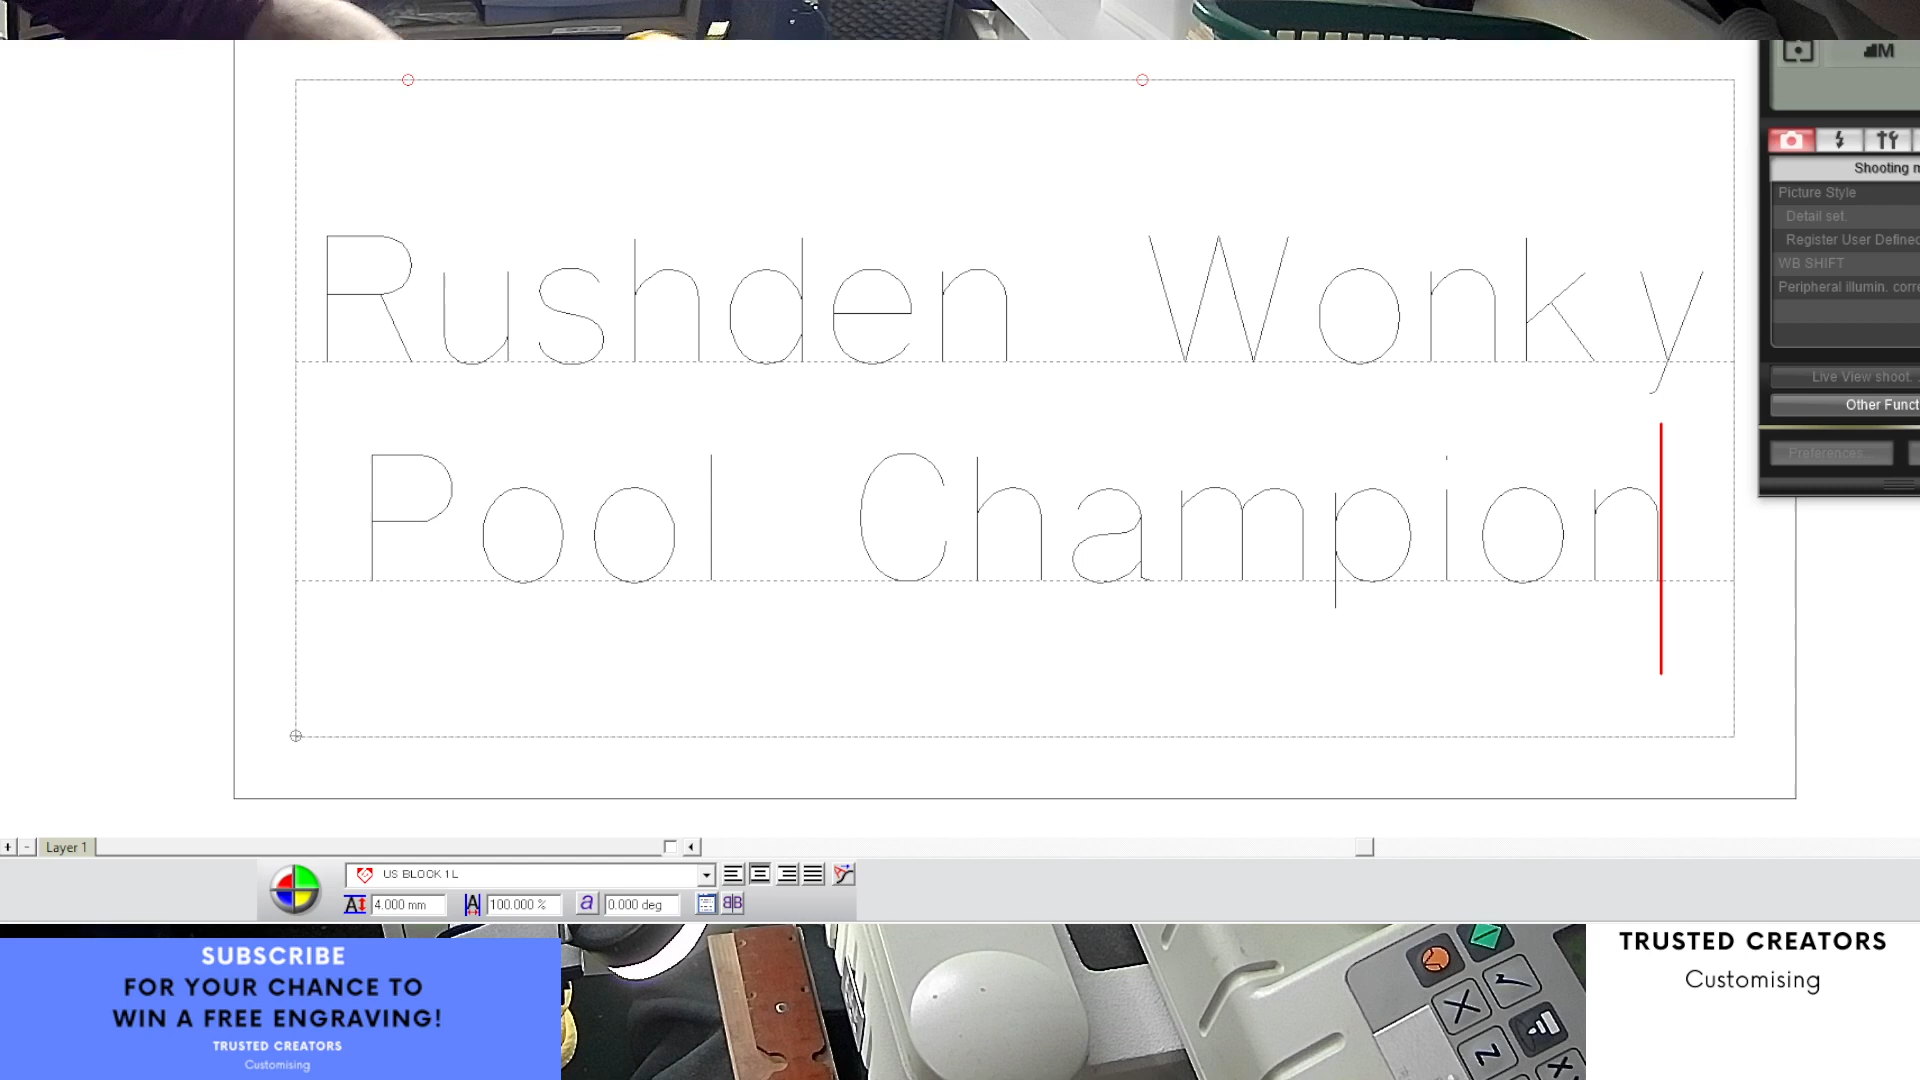 M
Shooting m
Picture Style
Detail set.
Register User Defined
WB SHIFT
Peripheral illumin. corre
Rushden Wonky
Live View shoot. .
Other Funct
Preferences...
Pool Champion
+ - Layer 1
US BLOCK 1L
4.000 mm 100.000 % a 0.000 deg BB
SUBSCRIBE
FOR YOUR CHANCE TO
WIN A FREE ENGRAVING!
TRUSTED CREATORS
Customising
X
Z
X
TRUSTED CREATORS
Customising